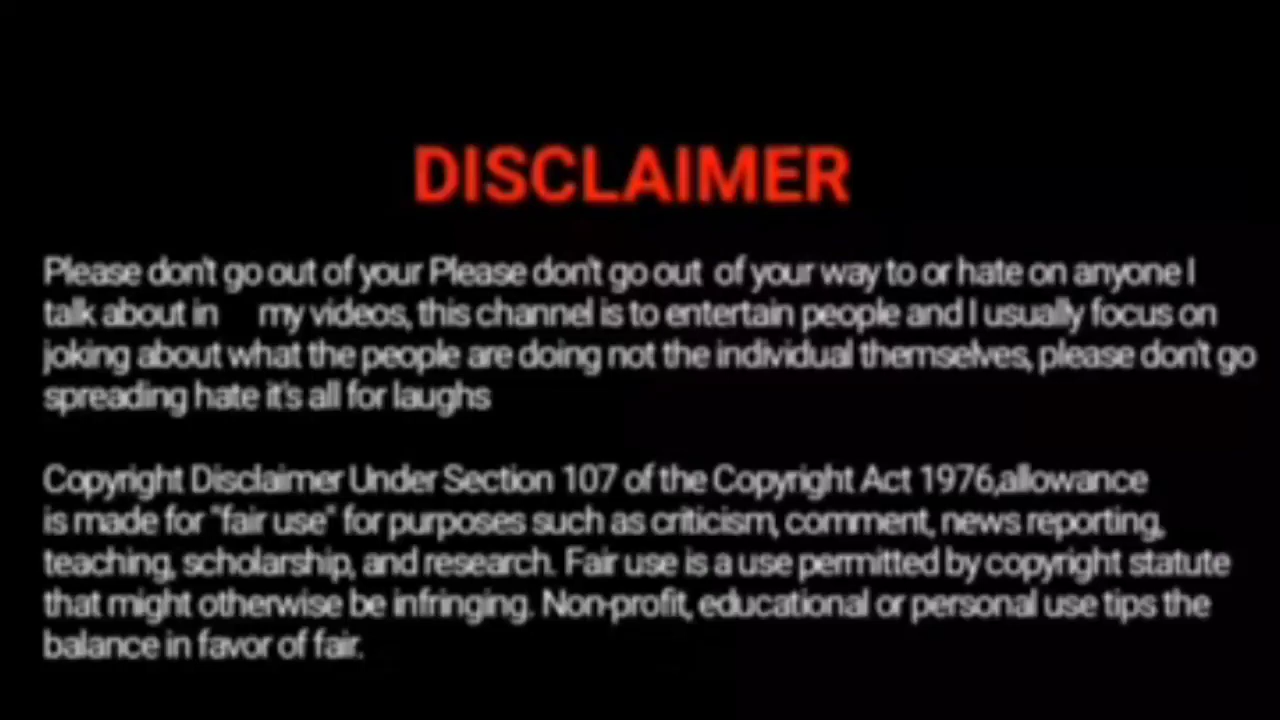 DISCLAIMER
Please don't go out of your Please don't go out of your way to or hate on anyone I
talk about in my videos, this channel is to entertain people and I usually focus on
joking about what the people are doing not the individual themselves, please don't go
spreading hate it's all for laughs
Copyright Disclaimer Under Section 107 of the Copyright Act 1976,allowance
is made for "fair use" for purposes such as criticism, comment, news reporting,
teaching, scholarship, and research. Fair use is a use permitted by copyright statute
that might otherwise be infringing. Non-profit, educational or personal use tips the
balance in favor of fair.